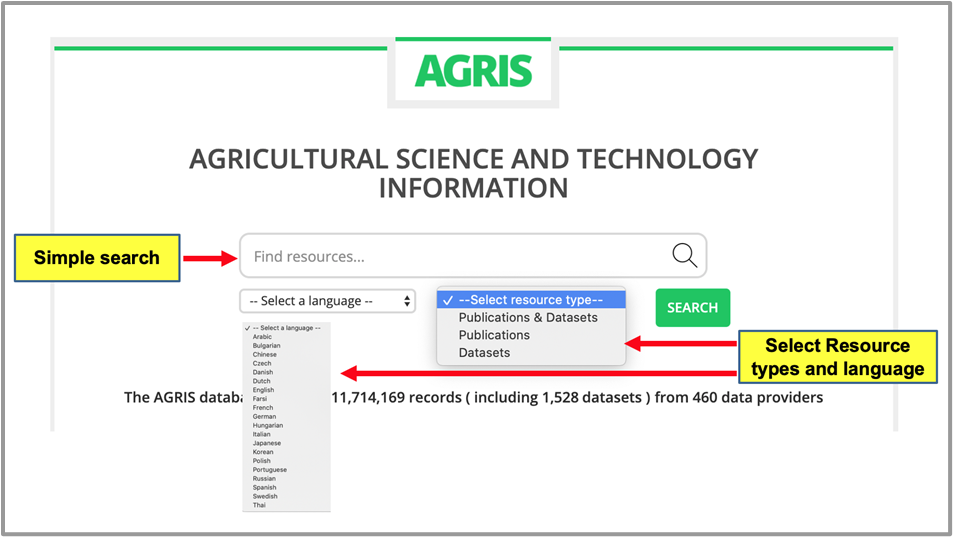 AGRIS
AGRICULTURAL SCIENCE AND TECHNOLOGY
INFORMATION
Simple search
Find resources...
-- Select a language --
--Select resource type--
Publications & Datasets
Publications
Datasets
SEARCH
Select Resource
types and language
-- Select a language --
Arabic
Bulgarian
Chinese
Czech
Danish
Dutch
English
Farsi
French
German
Hungarian
Italian
Japanese
Korean
Polish
Portuguese
Russian
Spanish
Swedish
Thai
The AGRIS 11,714,169 records ( including 1,528 datasets ) from 460 data providers